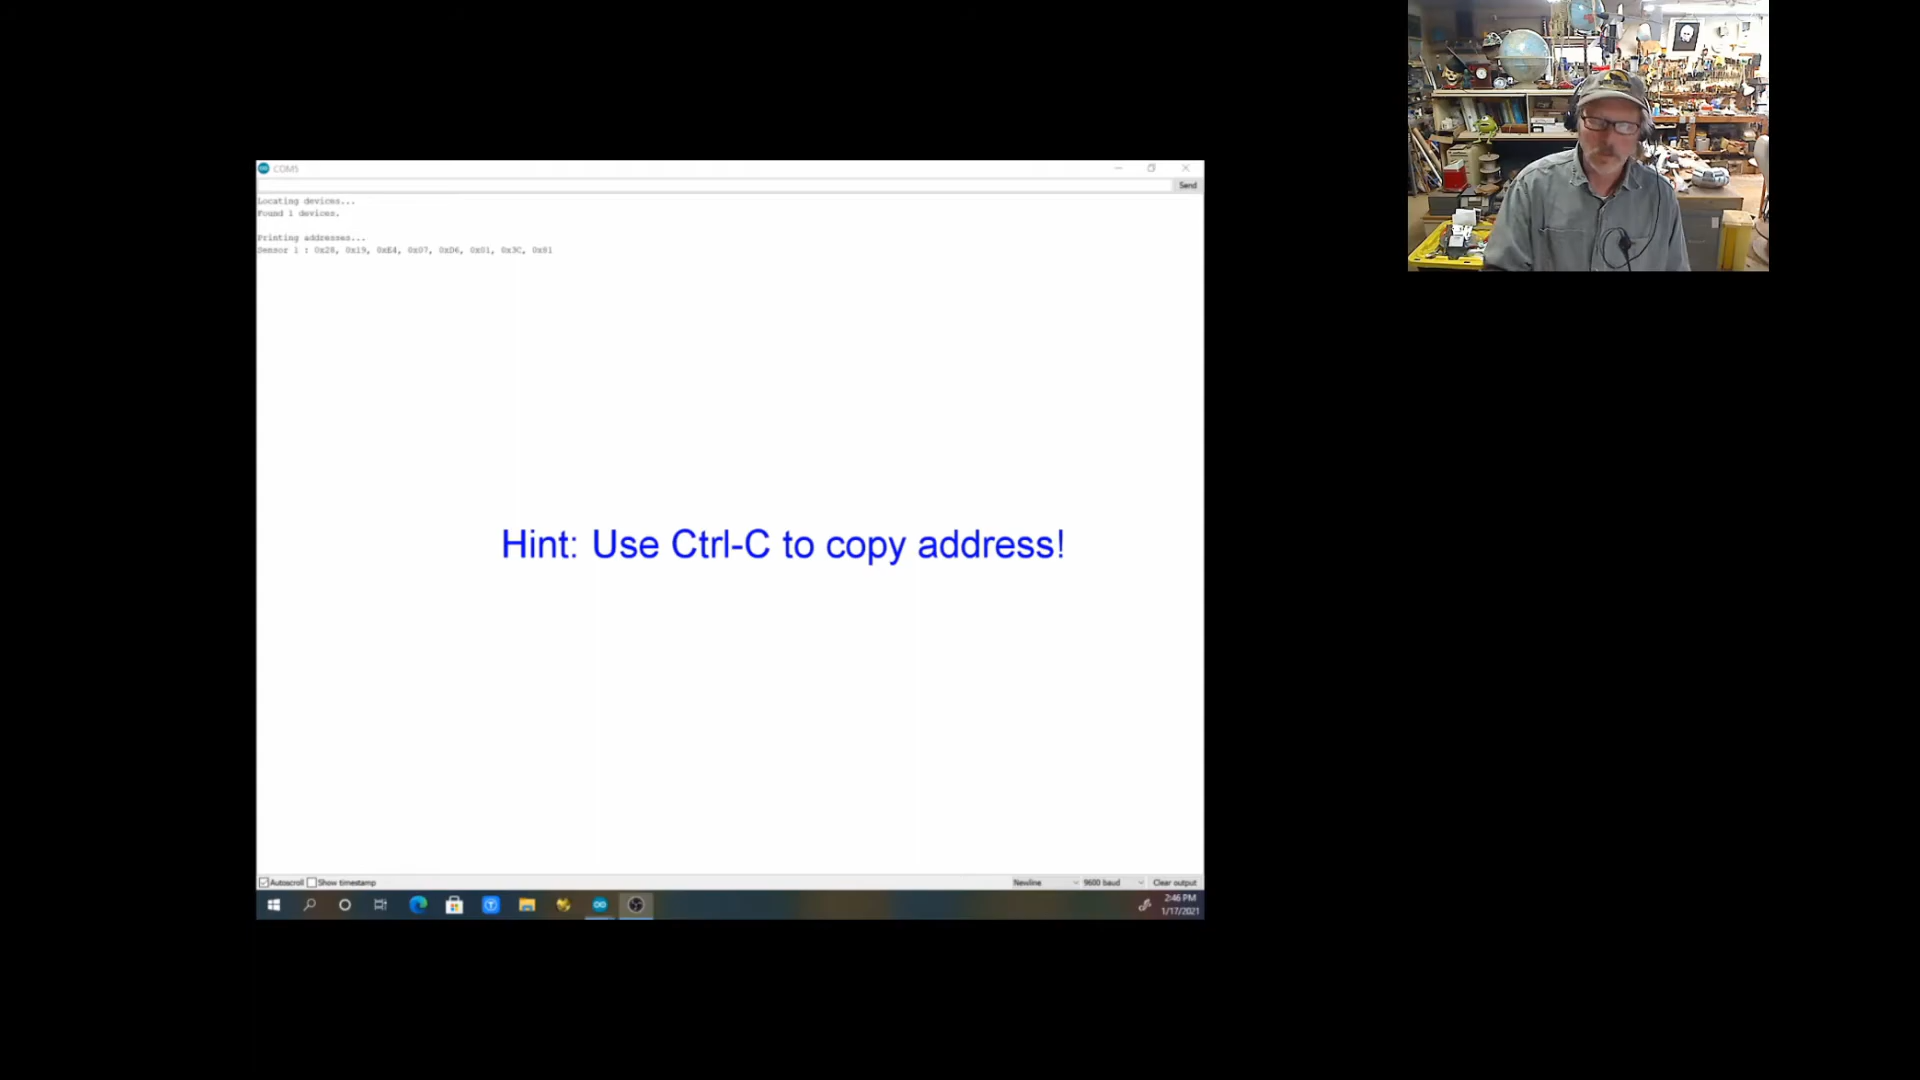 COM5
Send
Locating devices...
Found 1 devices.
Printing addresses...
Sensor 1 : 0x28, 0x19, 0xE4, 0x07, 0xD6, 0x01, 0x3C, 0x81
Hint: Use Ctrl-C to copy address!
Autoscroll Show timestamp
Newline 9600 baud Clear output
2:46 PM
1/17/2021